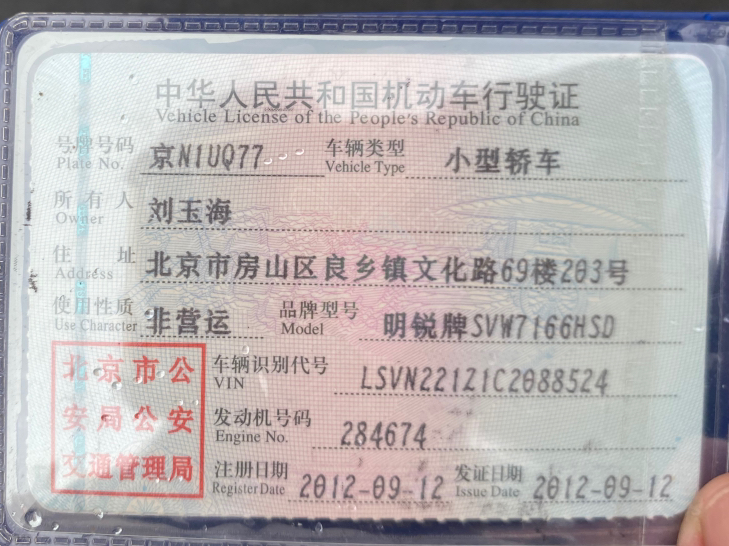 中华人民共和国机动车行驶证
Vehicle License of the People's Republic of China
号牌号码 京N1UQ77 车辆类型 小型轿车
Plate No. Vehicle Type
所有人 刘玉海
Owner
住址 北京市房山区良乡镇文化路69楼203号
Address
使用性质 非营运 品牌型号 明锐牌SVW7166HSD
Use Character Model
北京市公安局公安交通管理局
车辆识别代号 LSVN221Z1C2088524
VIN
发动机号码 284674
Engine No.
注册日期 2012-09-12 发证日期 2012-09-12
Register Date Issue Date